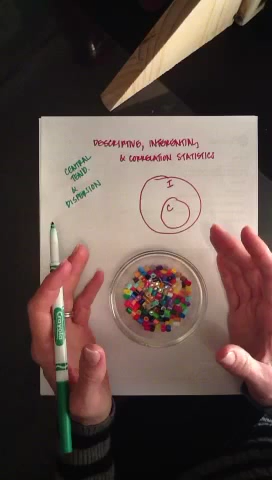 DESCRIPTIVE, INFERENTIAL,
& CORRELATION STATISTICS
CENTRAL
TEND.
&
DISPERSION
I
C
Crayola